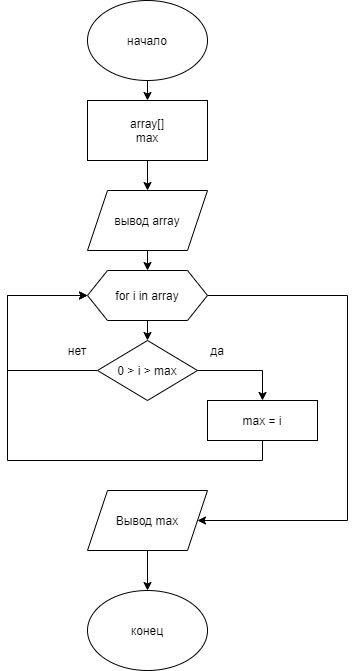 начало
array[]
max
вывод array
for i in array
нет
да
0 > i > max
max = i
Вывод max
конец